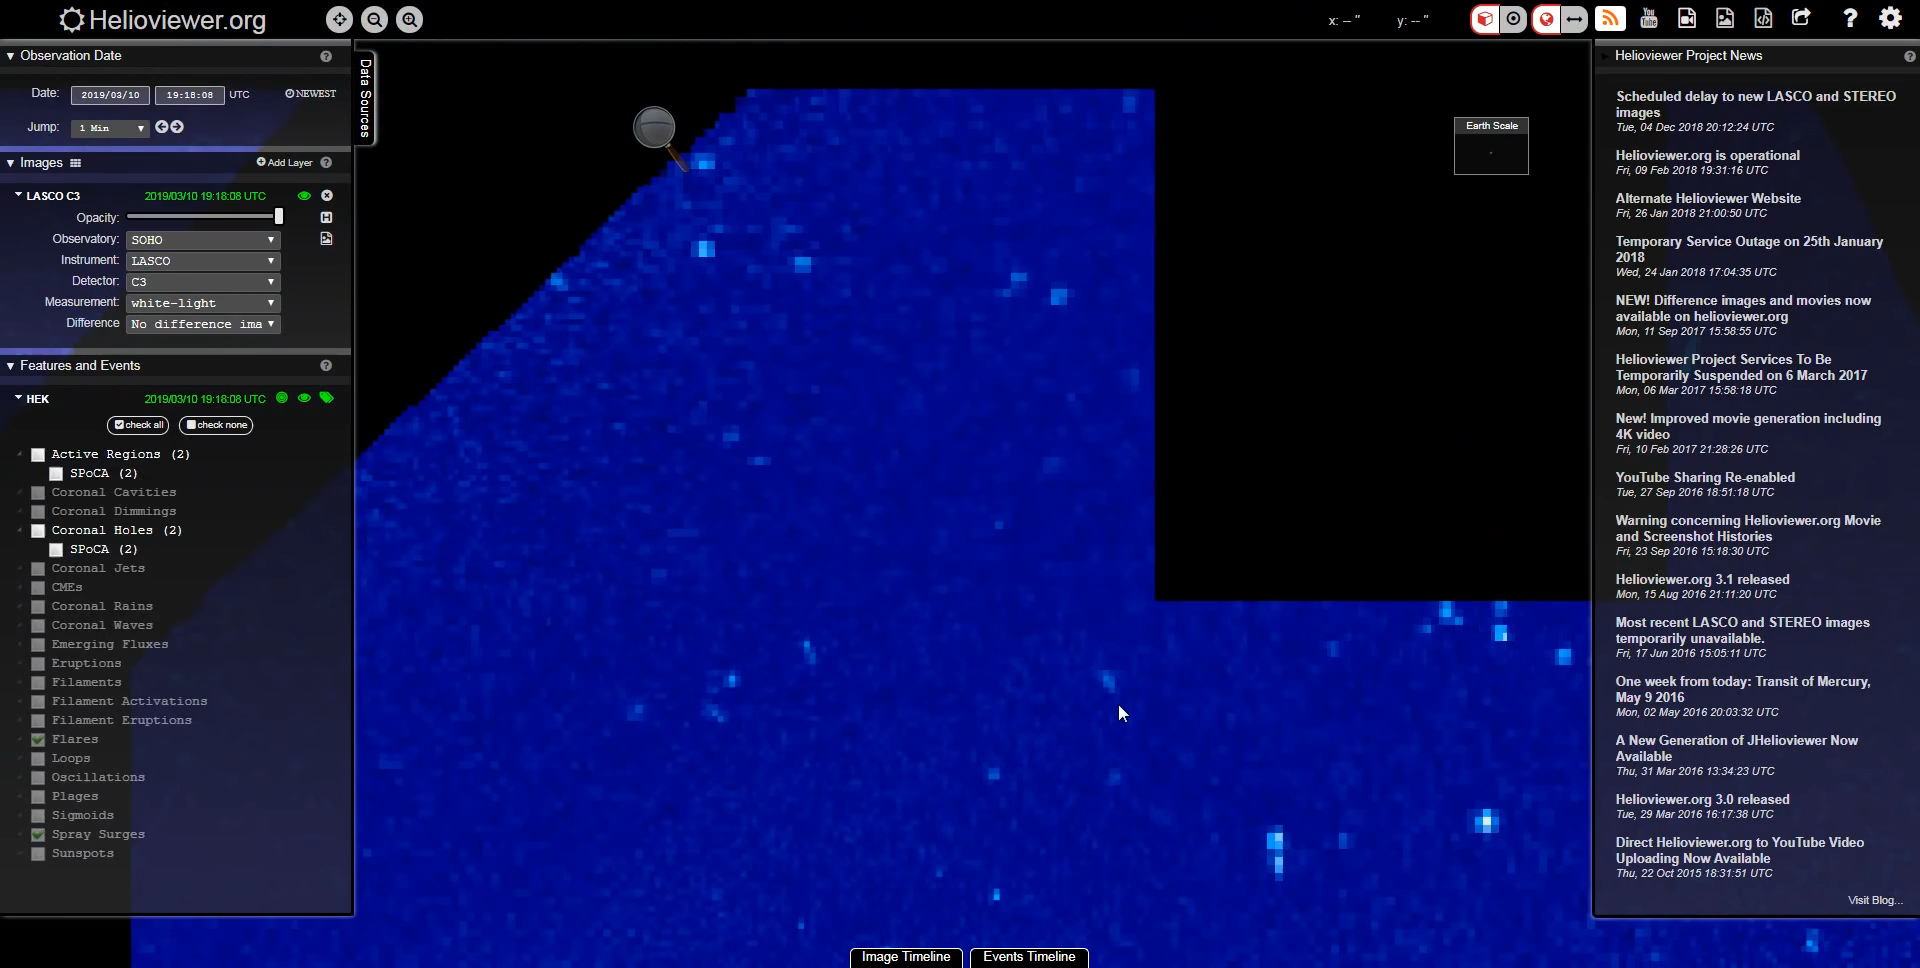 Helioviewer.org
x: -- "
y: -- "
You
Tube
Observation Date
Date:
2019/03/10
19:18:08
UTC
NEWEST
Jump:
1 Min
Images
Add Layer
LASCO C3
2019/03/10 19:18:08 UTC
Opacity:
Observatory:
SOHO
Instrument:
LASCO
Detector:
C3
Measurement:
white-light
Difference
No difference ima
Features and Events
HEK
2019/03/10 19:18:08 UTC
check all
check none
Active Regions (2)
SPoCA (2)
Coronal Cavities
Coronal Dimmings
Coronal Holes (2)
SPoCA (2)
Coronal Jets
CMEs
Coronal Rains
Coronal Waves
Emerging Fluxes
Eruptions
Filaments
Filament Activations
Filament Eruptions
Flares
Loops
Oscillations
Plages
Sigmoids
Spray Surges
Sunspots
Data Sources
Earth Scale
Image Timeline
Events Timeline
Helioviewer Project News
Scheduled delay to new LASCO and STEREO
images
Tue, 04 Dec 2018 20:12:24 UTC
Helioviewer.org is operational
Fri, 09 Feb 2018 19:31:16 UTC
Alternate Helioviewer Website
Fri, 26 Jan 2018 21:00:50 UTC
Temporary Service Outage on 25th January
2018
Wed, 24 Jan 2018 17:04:35 UTC
NEW! Difference images and movies now
available on helioviewer.org
Mon, 11 Sep 2017 15:58:55 UTC
Helioviewer Project Services To Be
Temporarily Suspended on 6 March 2017
Mon, 06 Mar 2017 15:58:18 UTC
New! Improved movie generation including
4K video
Fri, 10 Feb 2017 21:28:26 UTC
YouTube Sharing Re-enabled
Tue, 27 Sep 2016 18:51:18 UTC
Warning concerning Helioviewer.org Movie
and Screenshot Histories
Fri, 23 Sep 2016 15:18:30 UTC
Helioviewer.org 3.1 released
Mon, 15 Aug 2016 21:11:20 UTC
Most recent LASCO and STEREO images
temporarily unavailable.
Fri, 17 Jun 2016 15:05:11 UTC
One week from today: Transit of Mercury,
May 9 2016
Mon, 02 May 2016 20:03:32 UTC
A New Generation of JHelioviewer Now
Available
Thu, 31 Mar 2016 13:34:23 UTC
Helioviewer.org 3.0 released
Tue, 29 Mar 2016 16:17:38 UTC
Direct Helioviewer.org to YouTube Video
Uploading Now Available
Thu, 22 Oct 2015 18:31:51 UTC
Visit Blog...